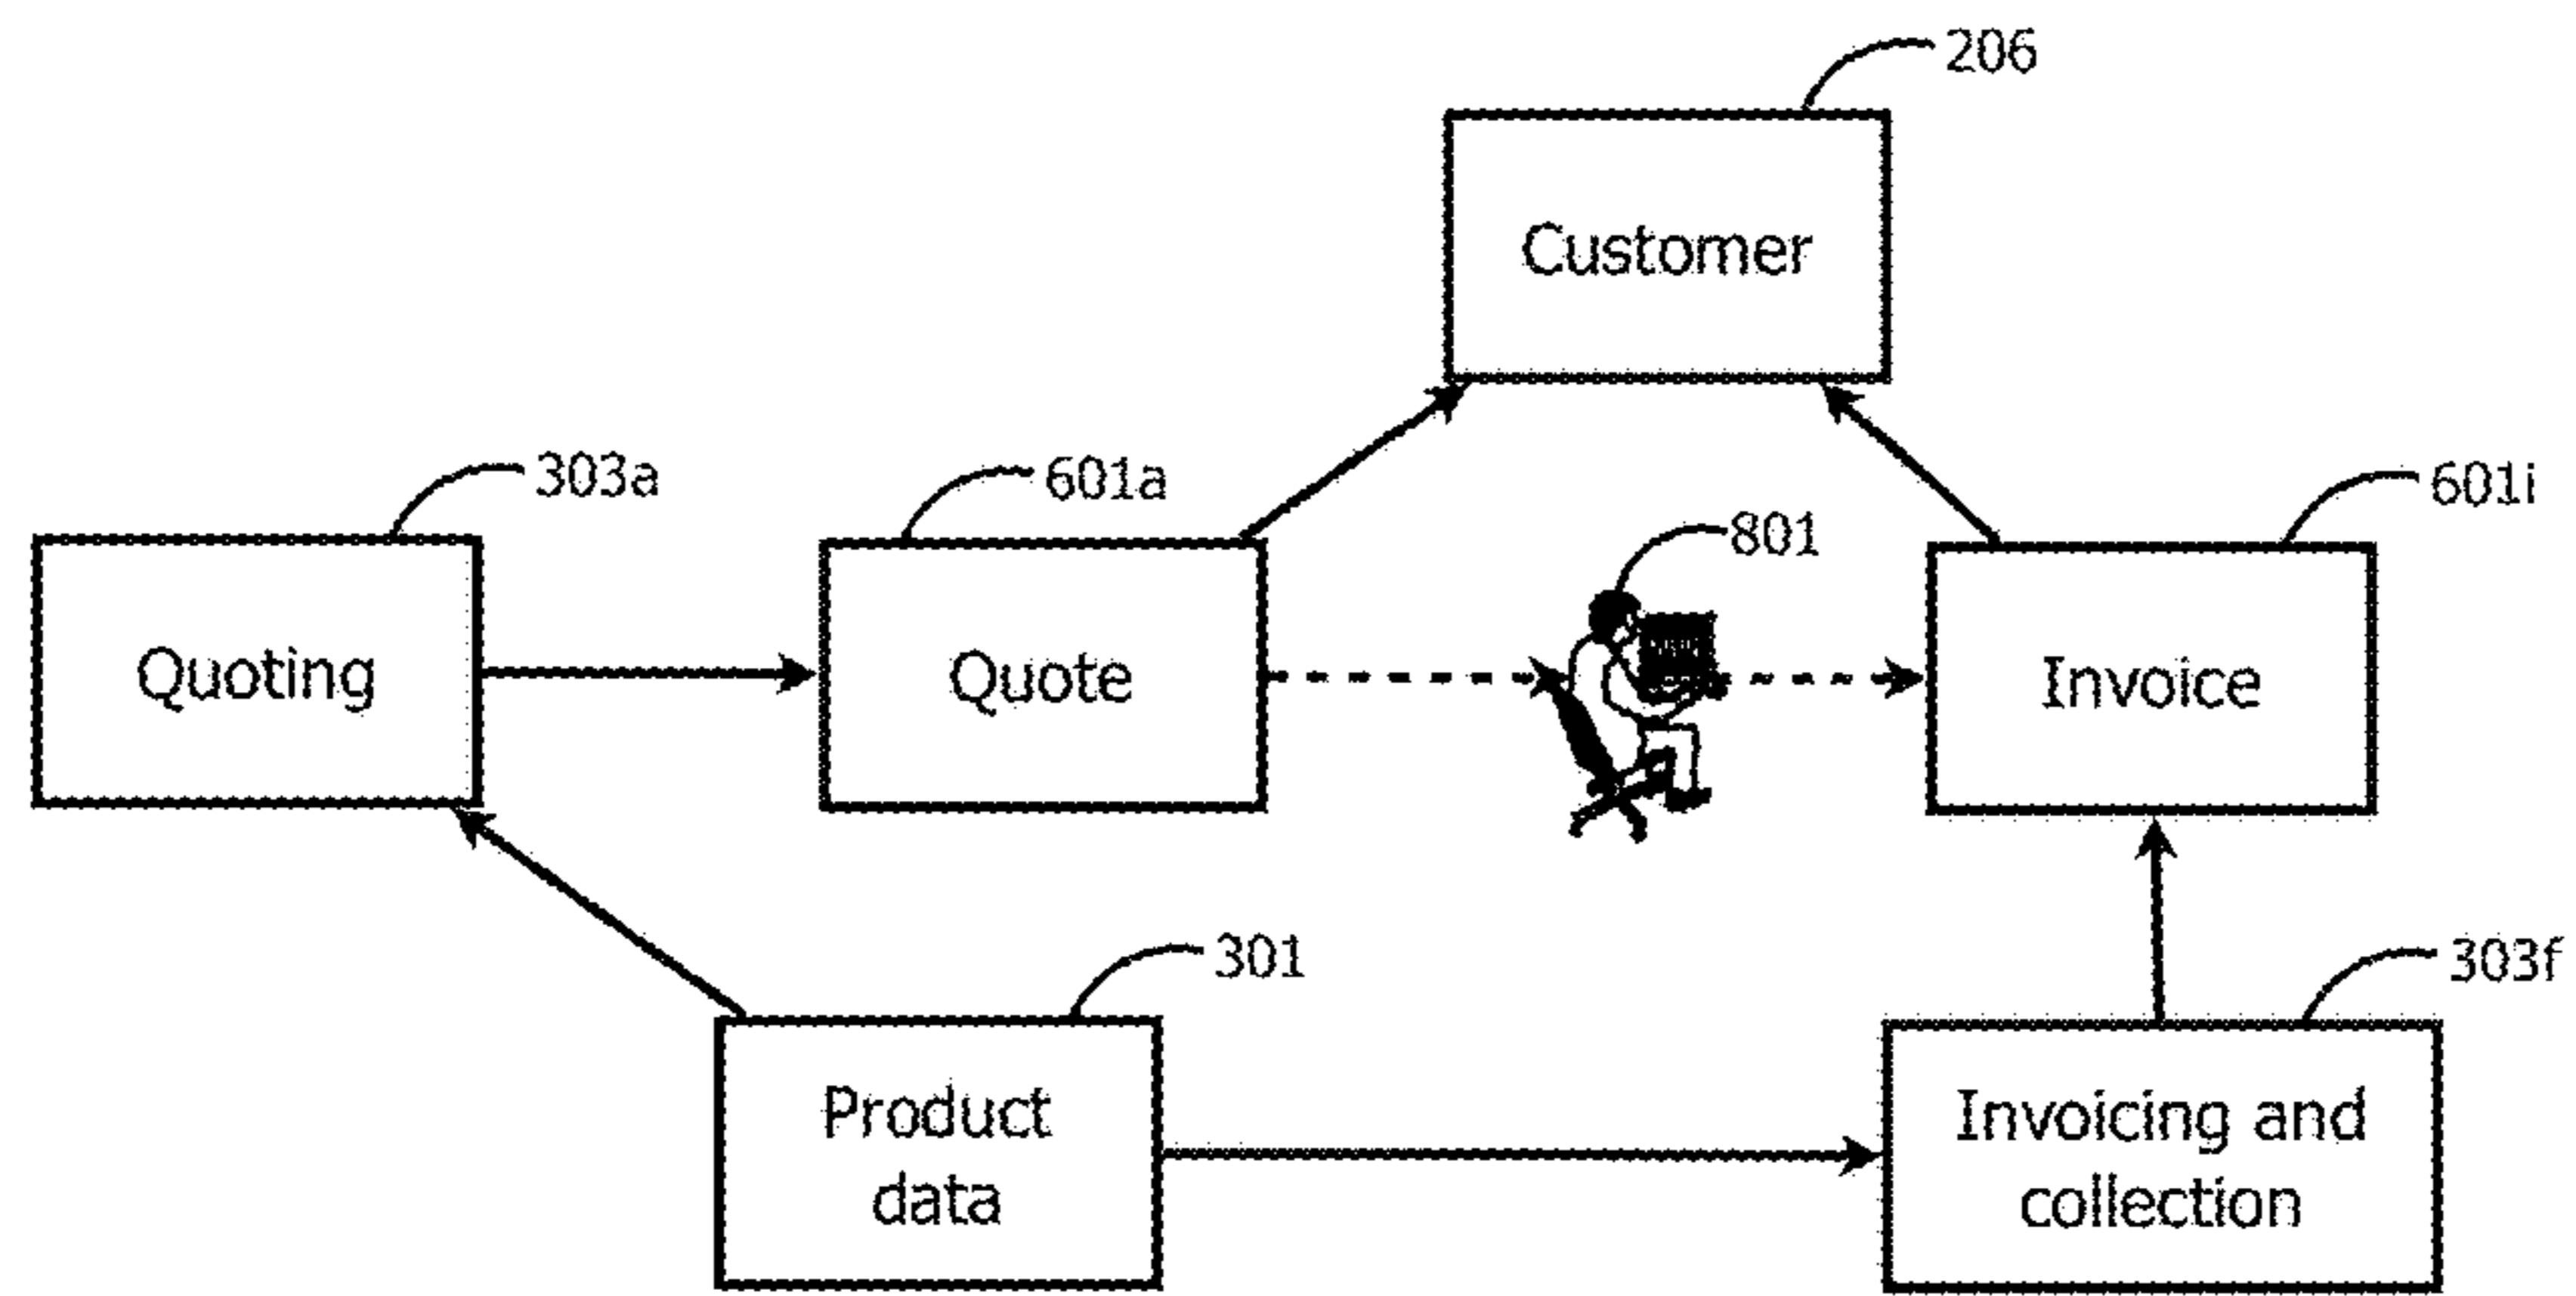 206
Customer
303a
601a
601i
801
Quoting
Quote
Invoice
301
303f
Product
data
Invoicing and
collection